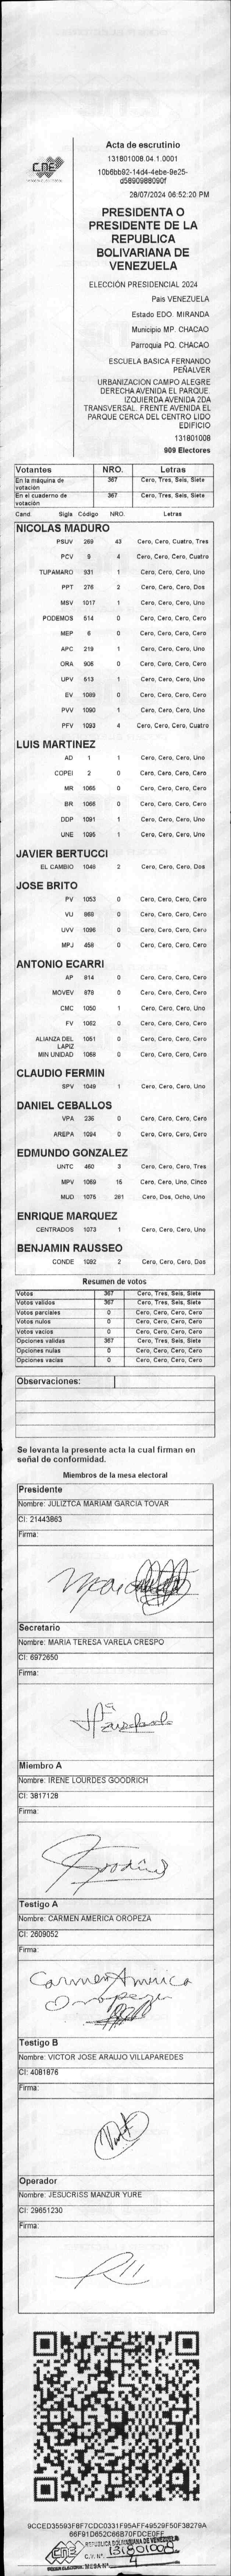 CNE
Acta de escrutinio
131801008.04.1.0001
10b6bb92-14d4-4ebe-9e25-
d5890988090f
28/07/2024 06:52:20 PM
PRESIDENTA O
PRESIDENTE DE LA
REPUBLICA
BOLIVARIANA DE
VENEZUELA
ELECCIÓN PRESIDENCIAL 2024
Pais VENEZUELA
Estado EDO. MIRANDA
Municipio MP. CHACAO
Parroquia PQ. CHACAO
ESCUELA BASICA FERNANDO
PEÑALVER
URBANIZACION CAMPO ALEGRE
DERECHA AVENIDA EL PARQUE.
IZQUIERDA AVENIDA 2DA
TRANSVERSAL. FRENTE AVENIDA EL
PARQUE CERCA DEL CENTRO LIDO
EDIFICIO
131801008
909 Electores
Votantes NRO. Letras
En la máquina de votación 367 Cero, Tres, Seis, Siete
En el cuaderno de votación 367 Cero, Tres, Seis, Siete
Cand. Sigla Código NRO. Letras
NICOLAS MADURO
PSUV 269 43 Cero, Cero, Cuatro, Tres
PCV 9 4 Cero, Cero, Cero, Cuatro
TUPAMARO 931 1 Cero, Cero, Cero, Uno
PPT 276 2 Cero, Cero, Cero, Dos
MSV 1017 1 Cero, Cero, Cero, Uno
PODEMOS 514 0 Cero, Cero, Cero, Cero
MEP 6 0 Cero, Cero, Cero, Cero
APC 219 1 Cero, Cero, Cero, Uno
ORA 906 0 Cero, Cero, Cero, Cero
UPV 513 1 Cero, Cero, Cero, Uno
EV 1089 0 Cero, Cero, Cero, Cero
PVV 1090 1 Cero, Cero, Cero, Uno
PFV 1093 4 Cero, Cero, Cero, Cuatro
LUIS MARTINEZ
AD 1 1 Cero, Cero, Cero, Uno
COPEI 2 0 Cero, Cero, Cero, Cero
MR 1065 0 Cero, Cero, Cero, Cero
BR 1066 0 Cero, Cero, Cero, Cero
DDP 1091 1 Cero, Cero, Cero, Uno
UNE 1095 1 Cero, Cero, Cero, Uno
JAVIER BERTUCCI
EL CAMBIO 1046 2 Cero, Cero, Cero, Dos
JOSE BRITO
PV 1053 0 Cero, Cero, Cero, Cero
VU 868 0 Cero, Cero, Cero, Cero
UVV 1096 0 Cero, Cero, Cero, Cero
MPJ 458 0 Cero, Cero, Cero, Cero
ANTONIO ECARRI
AP 914 0 Cero, Cero, Cero, Cero
MOVEV 879 0 Cero, Cero, Cero, Cero
CMC 1050 1 Cero, Cero, Cero, Uno
FV 1062 0 Cero, Cero, Cero, Cero
ALIANZA DEL LAPIZ 1051 0 Cero, Cero, Cero, Cero
MIN UNIDAD 1068 0 Cero, Cero, Cero, Cero
CLAUDIO FERMIN
SPV 1049 1 Cero, Cero, Cero, Uno
DANIEL CEBALLOS
VPA 236 0 Cero, Cero, Cero, Cero
AREPA 1094 0 Cero, Cero, Cero, Cero
EDMUNDO GONZALEZ
UNTC 460 3 Cero, Cero, Cero, Tres
MPV 1069 15 Cero, Cero, Uno, Cinco
MUD 1075 281 Cero, Dos, Ocho, Uno
ENRIQUE MARQUEZ
CENTRADOS 1073 1 Cero, Cero, Cero, Uno
BENJAMIN RAUSSEO
CONDE 1092 2 Cero, Cero, Cero, Dos
Resumen de votos
Votos 367 Cero, Tres, Seis, Siete
Votos validos 367 Cero, Tres, Seis, Siete
Votos parciales 0 Cero, Cero, Cero, Cero
Votos nulos 0 Cero, Cero, Cero, Cero
Votos vacios 0 Cero, Cero, Cero, Cero
Opciones validas 367 Cero, Tres, Seis, Siete
Opciones nulas 0 Cero, Cero, Cero, Cero
Opciones vacias 0 Cero, Cero, Cero, Cero
Observaciones:
Se levanta la presente acta la cual firman en
señal de conformidad.
Miembros de la mesa electoral
Presidente
Nombre: JULIZTCA MARIAM GARCIA TOVAR
CI: 21443863
Firma:
Secretario
Nombre: MARIA TERESA VARELA CRESPO
CI: 6972650
Firma:
Miembro A
Nombre: IRENE LOURDES GOODRICH
CI: 3817128
Firma:
Testigo A
Nombre: CARMEN AMERICA OROPEZA
CI: 2609052
Firma:
Carmen America
Oropeza
Testigo B
Nombre: VICTOR JOSE ARAUJO VILLAPAREDES
CI: 4081876
Firma:
Operador
Nombre: JESUCRISS MANZUR YURE
CI: 29651230
Firma:
9CCED35593F8F7CDC0331F95AFF49529F50F38279A
66F91D652C66B70FDCE0FF
CNE
REPÚBLICA BOLIVARIANA DE VENEZUELA
C.V. Nº 131801008
MESA Nº 4